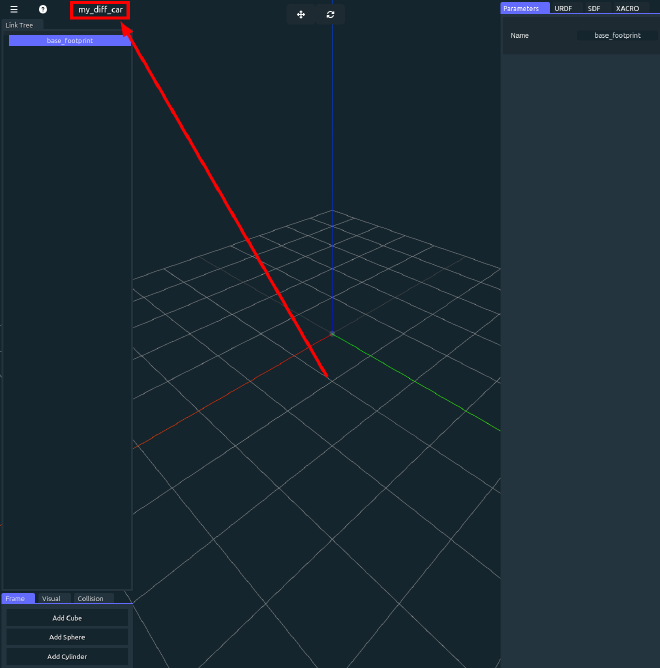 my_diff_car
Parameters URDF SDF XACRO
Link Tree
base_footprint
Name base_footprint
Frame Visual Collision
Add Cube
Add Sphere
Add Cylinder